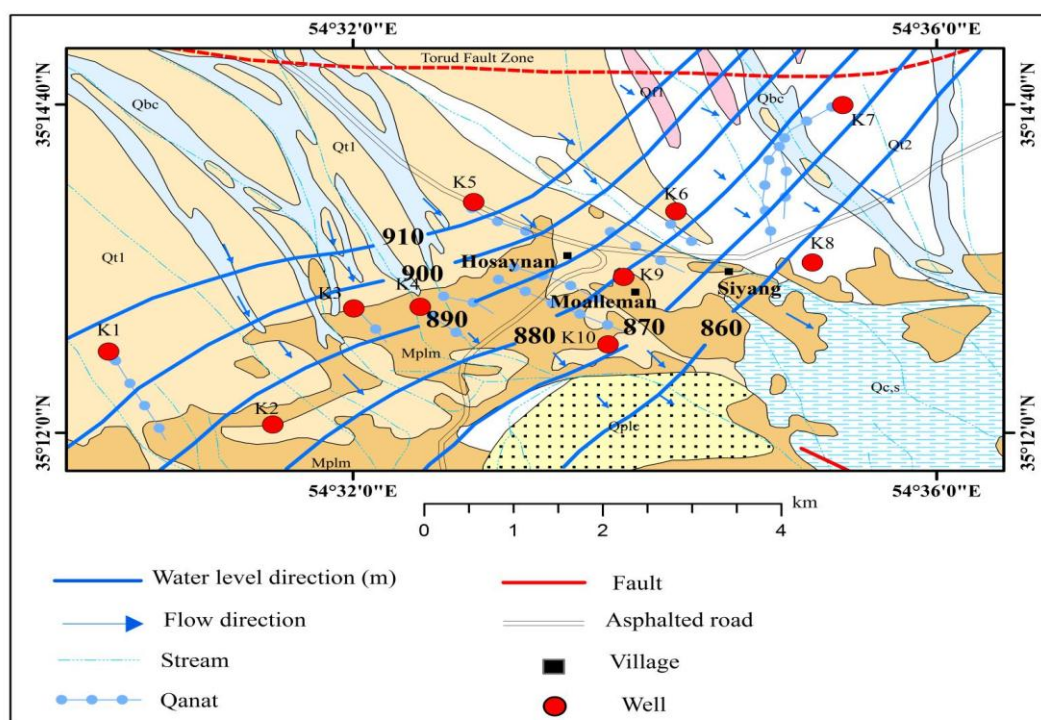 54°32'0"E 54°36'0"E
Torud Fault Zone
35°14'40"N 35°14'40"N
Qbc Qf1 Qbc K7
Qt1 Qt2
K5 K6
910
Hosaynan K8
Qt1 900 K9 Siyang
K3 K4 Moalleman
890 880 870 860
K1 K10
Mplm Qc,s
K2
35°12'0"N 35°12'0"N
Mplm
54°32'0"E 54°36'0"E
km
0 1 2 4
Water level direction (m) Fault
Flow direction Asphalted road
Stream Village
Qanat Well